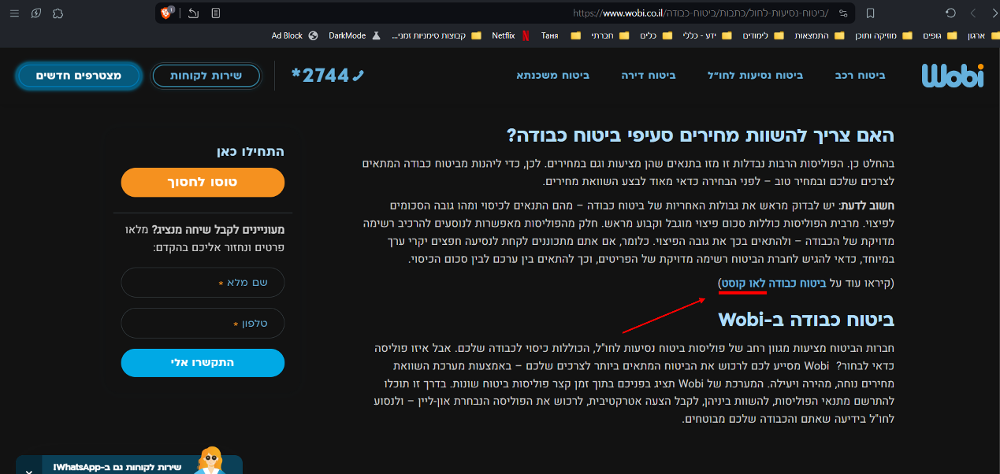 https://www.wobi.co.il/ביטוח-נסיעות-לחול/כתבות/ביטוח-כבודה/
ארגון
גופים
מוזיקה ותוכן
התמצאות
לימודים
ידע - כללי
כלים
חברתי
Таня
Netflix
קבוצות סימניות זמני...
DarkMode
Ad Block
Wobi
ביטוח רכב
ביטוח נסיעות לחו"ל
ביטוח דירה
ביטוח משכנתא
*2744
שירות לקוחות
מצטרפים חדשים
האם צריך להשוות מחירים סעיפי ביטוח כבודה?
בהחלט כן. הפוליסות הרבות נבדלות זו מזו בתנאים שהן מציעות וגם במחירים. לכן, כדי ליהנות מביטוח כבודה המתאים
לצרכים שלכם ובמחיר טוב – לפני הבחירה כדאי מאוד לבצע השוואת מחירים.
חשוב לדעת: יש לבדוק מראש את גבולות האחריות של ביטוח כבודה – מהם התנאים לכיסוי ומהו גובה הסכומים
לפיצוי. מרבית הפוליסות כוללות סכום פיצוי מוגבל וקבוע מראש. חלק מהפוליסות מאפשרות לנוסעים להרכיב רשימה
מדויקת של הכבודה – ולהתאים בכך את גובה הפיצוי. כלומר, אם אתם מתכוננים לקחת לנסיעה חפצים יקרי ערך
במיוחד, כדאי להגיש לחברת הביטוח רשימה מדויקת של הפריטים, וכך להתאים בין ערכם לבין סכום הכיסוי.
(קיראו עוד על ביטוח כבודה לאו קוסט)
ביטוח כבודה ב-Wobi
חברות הביטוח מציעות מגוון רחב של פוליסות ביטוח נסיעות לחו"ל, הכוללות כיסוי לכבודה שלכם. אבל איזו פוליסה
כדאי לבחור? Wobi מסייע לכם לרכוש את הביטוח המתאים ביותר לצרכים שלכם – באמצעות מערכת השוואת
מחירים נוחה, מהירה ויעילה. המערכת של Wobi תציג בפניכם בתוך זמן קצר פוליסות ביטוח שונות. בדרך זו תוכלו
להתרשם מתנאי הפוליסות, להשוות ביניהן, לקבל הצעה אטרקטיבית, לרכוש את הפוליסה הנבחרת און-ליין – ולנסוע
לחו"ל בידיעה שאתם והכבודה שלכם מבוטחים.
התחילו כאן
טוסו לחסוך
מעוניינים לקבל שיחה מנציג? מלאו
פרטים ונחזור אליכם בהקדם:
שם מלא *
טלפון *
התקשרו אלי
שירות לקוחות גם ב-WhatsApp!